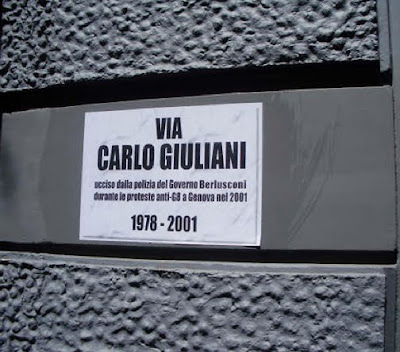 VIA
CARLO GIULIANI
ucciso dalla polizia del Governo Berlusconi
durante le proteste anti-G8 a Genova nel 2001
1978 - 2001